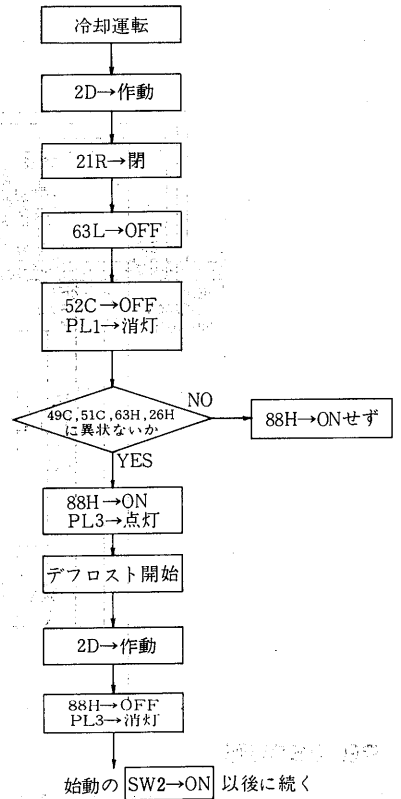 冷却運転
2D→作動
21R→閉
63L→OFF
52C→OFF
PL1→消灯
49C,51C,63H,26H
に異状ないか
NO
88H→ONせず
YES
88H→ON
PL3→点灯
デフロスト開始
2D→作動
88H→OFF
PL3→消灯
始動の SW2→ON 以後に続く